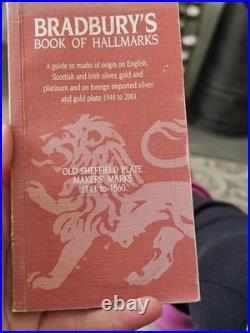 BRADBURY'S
BOOK OF HALLMARKS
A guide to marks of origin on English,
Scottish and Irish silver, gold and
platinum and on foreign imported silver
and gold plate 1544 to 2001
OLD SHEFFIELD PLATE
MAKERS' MARKS
1743 to 1860